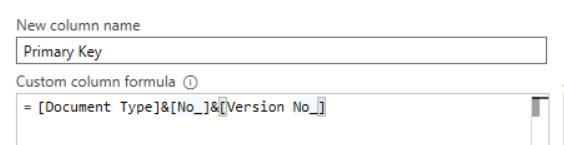 New column name
Primary Key
Custom column formula ⓘ
= [Document Type]&[No_]&[Version No_]